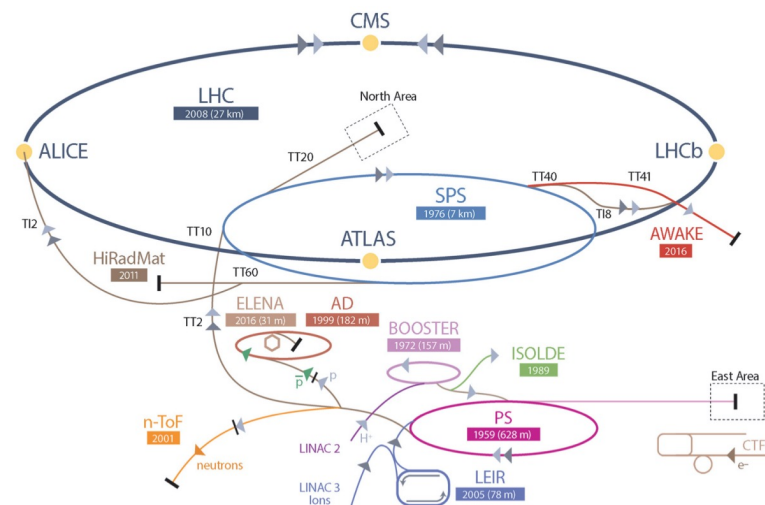 CMS
LHC
2008 (27 km)
North Area
ALICE
LHCb
TT20
TT40
TT41
SPS
1976 (7 km)
TI8
TI2
TT10
ATLAS
AWAKE
2016
HiRadMat
2011
TT60
ELENA
2016 (31 m)
AD
1999 (182 m)
TT2
BOOSTER
1972 (157 m)
ISOLDE
1989
p̅
p
East Area
n-ToF
2001
PS
1959 (628 m)
H⁺
LINAC 2
neutrons
CTF
e⁻
LINAC 3
Ions
LEIR
2005 (78 m)